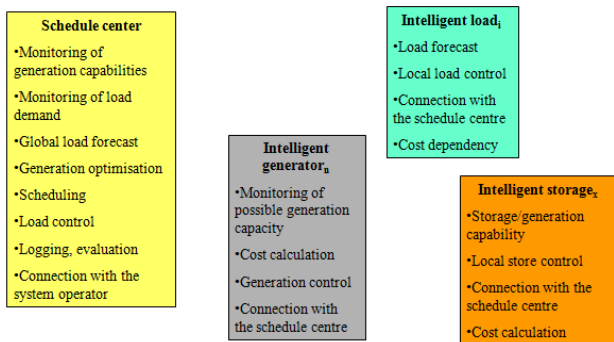 Schedule center
•Monitoring of
generation capabilities
•Monitoring of load
demand
•Global load forecast
•Generation optimisation
•Scheduling
•Load control
•Logging, evaluation
•Connection with the
system operator
Intelligent
generatorₙ
•Monitoring of
possible generation
capacity
•Cost calculation
•Generation control
•Connection with
the schedule centre
Intelligent loadᵢ
•Load forecast
•Local load control
•Connection with
the schedule centre
•Cost dependency
Intelligent storageₓ
•Storage/generation
capability
•Local store control
•Connection with the
schedule centre
•Cost calculation